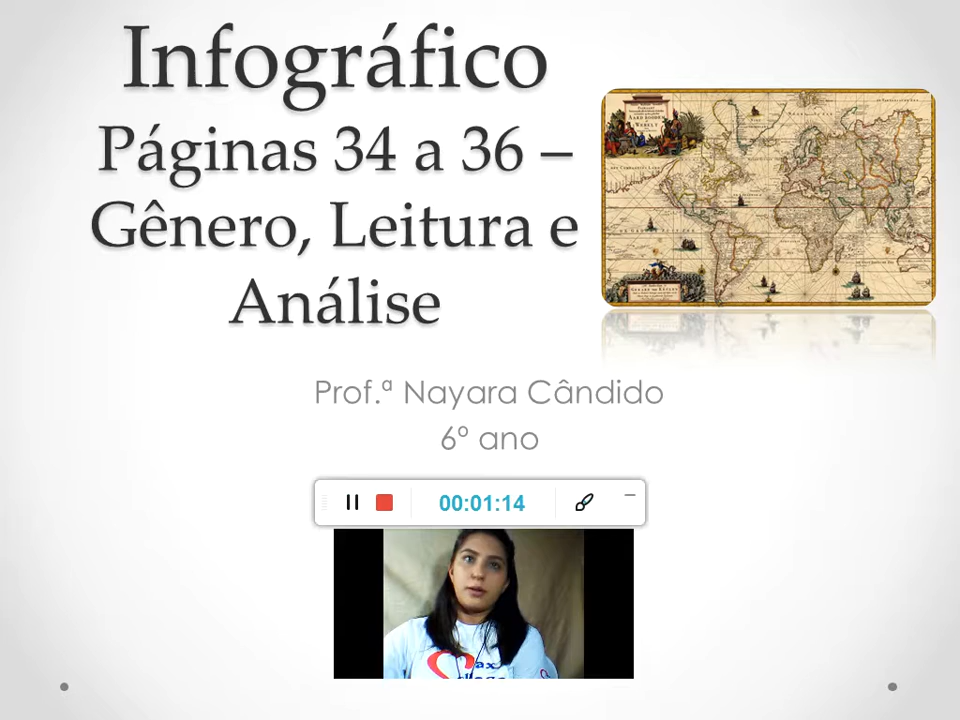 Infográfico
Páginas 34 a 36 –
Gênero, Leitura e
Análise
Prof.ª Nayara Cândido
6º ano
00:01:14